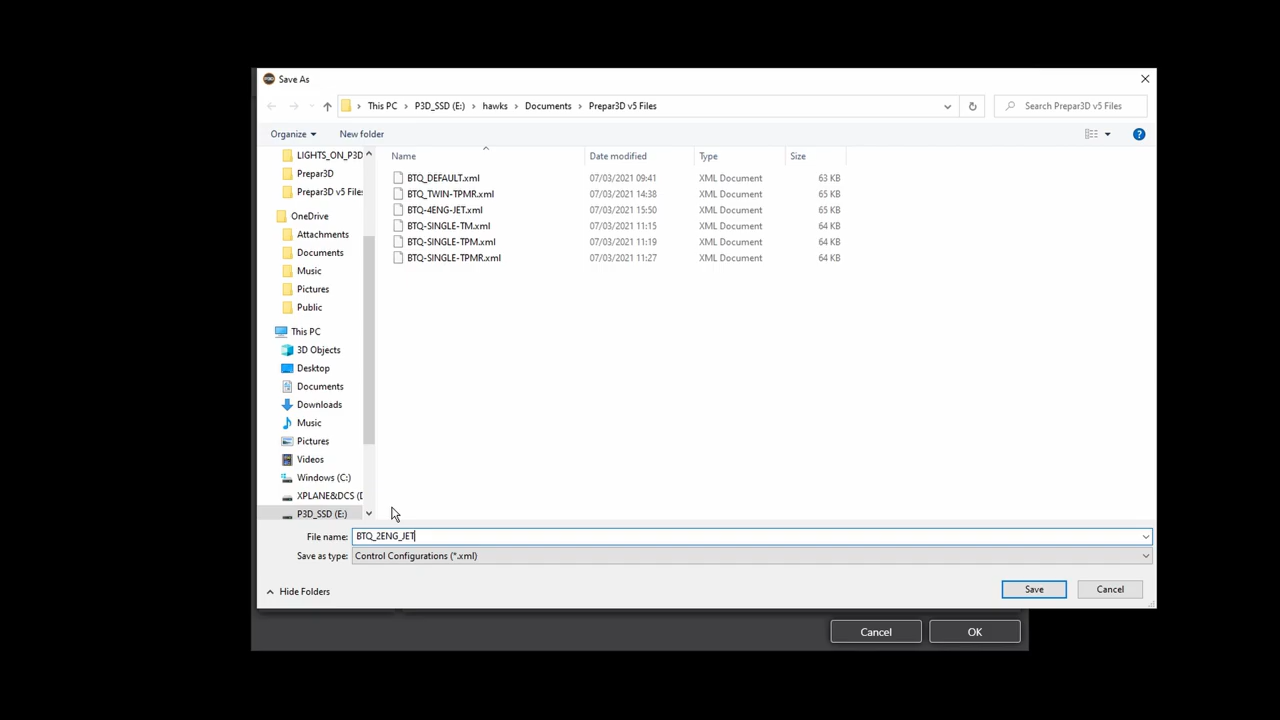 Save As
This PC > P3D_SSD (E:) > hawks > Documents > Prepar3D v5 Files
Search Prepar3D v5 Files
Organize New folder
Name Date modified Type Size
BTQ_DEFAULT.xml 07/03/2021 09:41 XML Document 63 KB
BTQ_TWIN-TPMR.xml 07/03/2021 14:38 XML Document 65 KB
BTQ-4ENG-JET.xml 07/03/2021 15:50 XML Document 65 KB
BTQ-SINGLE-TM.xml 07/03/2021 11:15 XML Document 64 KB
BTQ-SINGLE-TPM.xml 07/03/2021 11:19 XML Document 64 KB
BTQ-SINGLE-TPMR.xml 07/03/2021 11:27 XML Document 64 KB
LIGHTS_ON_P3D
Prepar3D
Prepar3D v5 Files
OneDrive
Attachments
Documents
Music
Pictures
Public
This PC
3D Objects
Desktop
Documents
Downloads
Music
Pictures
Videos
Windows (C:)
XPLANE&DCS (D
P3D_SSD (E:)
File name: BTQ_2ENG_JET
Save as type: Control Configurations (*.xml)
Hide Folders
Save Cancel
Cancel OK